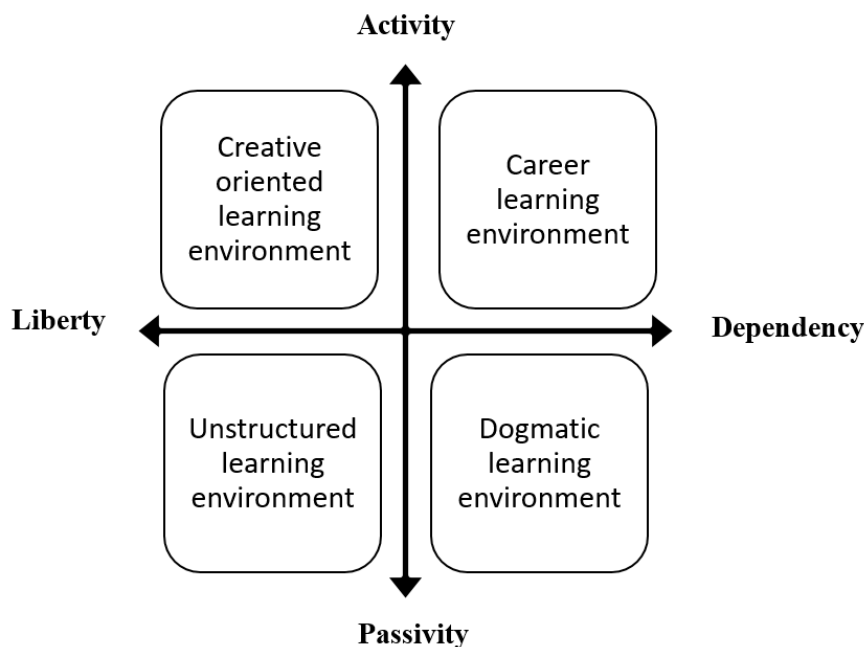 Activity
Creative
oriented
learning
environment
Career
learning
environment
Liberty
Dependency
Unstructured
learning
environment
Dogmatic
learning
environment
Passivity